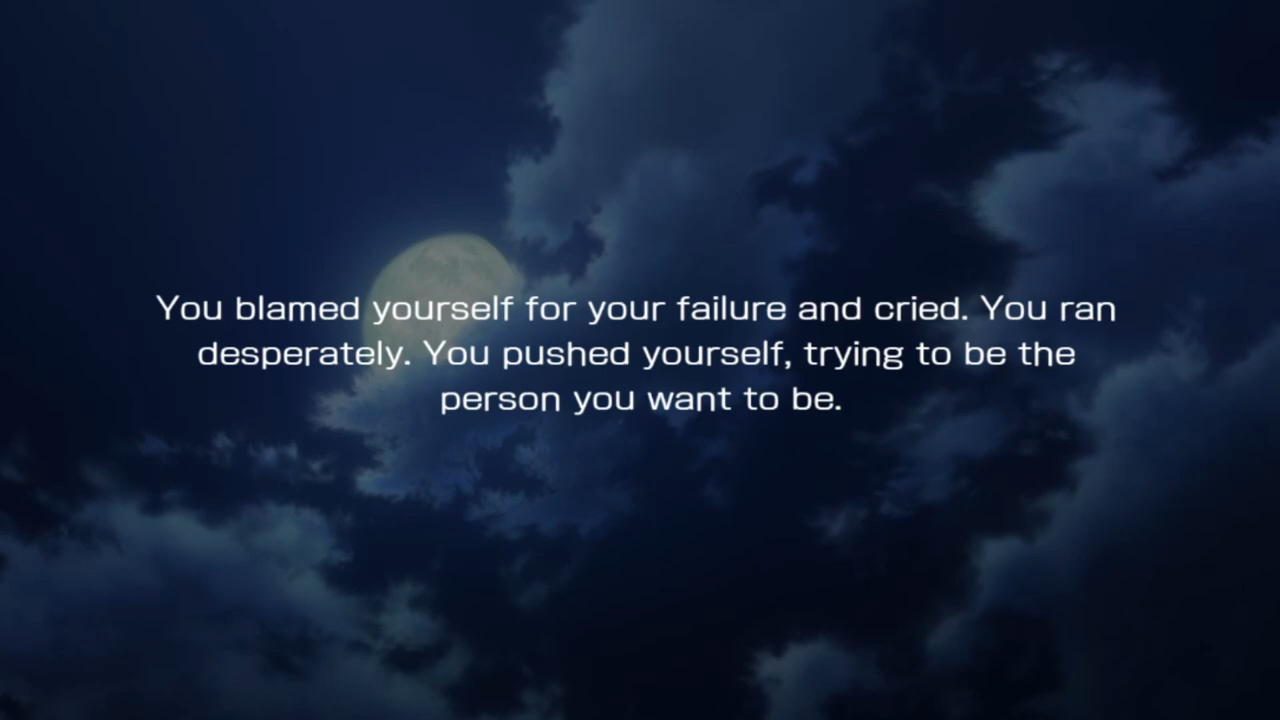 You blamed yourself for your failure and cried. You ran
desperately. You pushed yourself, trying to be the
person you want to be.